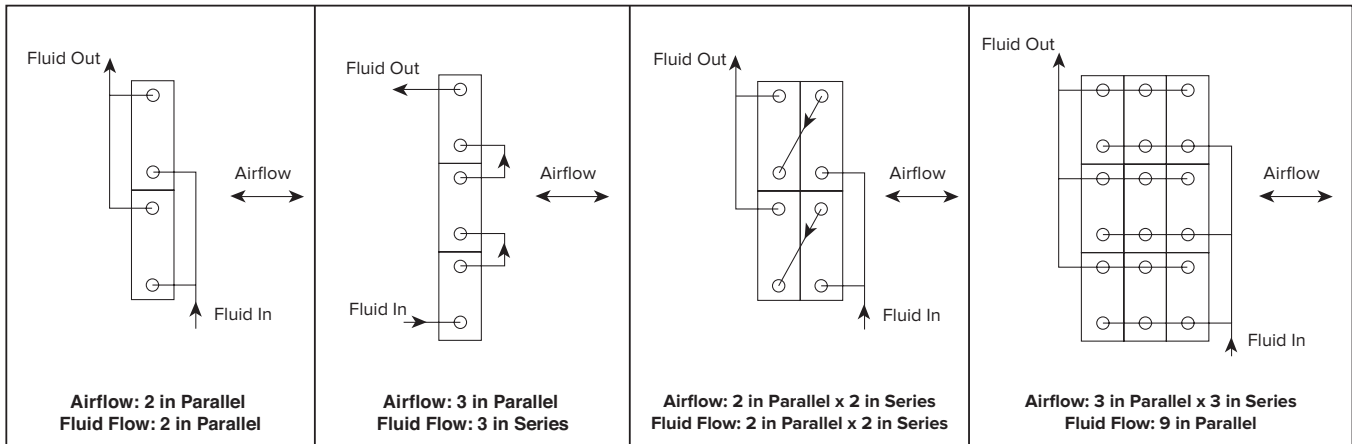 Fluid Out
Airflow
Fluid In
Airflow: 2 in Parallel
Fluid Flow: 2 in Parallel
Fluid Out
Airflow
Fluid In
Airflow: 3 in Parallel
Fluid Flow: 3 in Series
Fluid Out
Airflow
Fluid In
Airflow: 2 in Parallel x 2 in Series
Fluid Flow: 2 in Parallel x 2 in Series
Fluid Out
Airflow
Fluid In
Airflow: 3 in Parallel x 3 in Series
Fluid Flow: 9 in Parallel